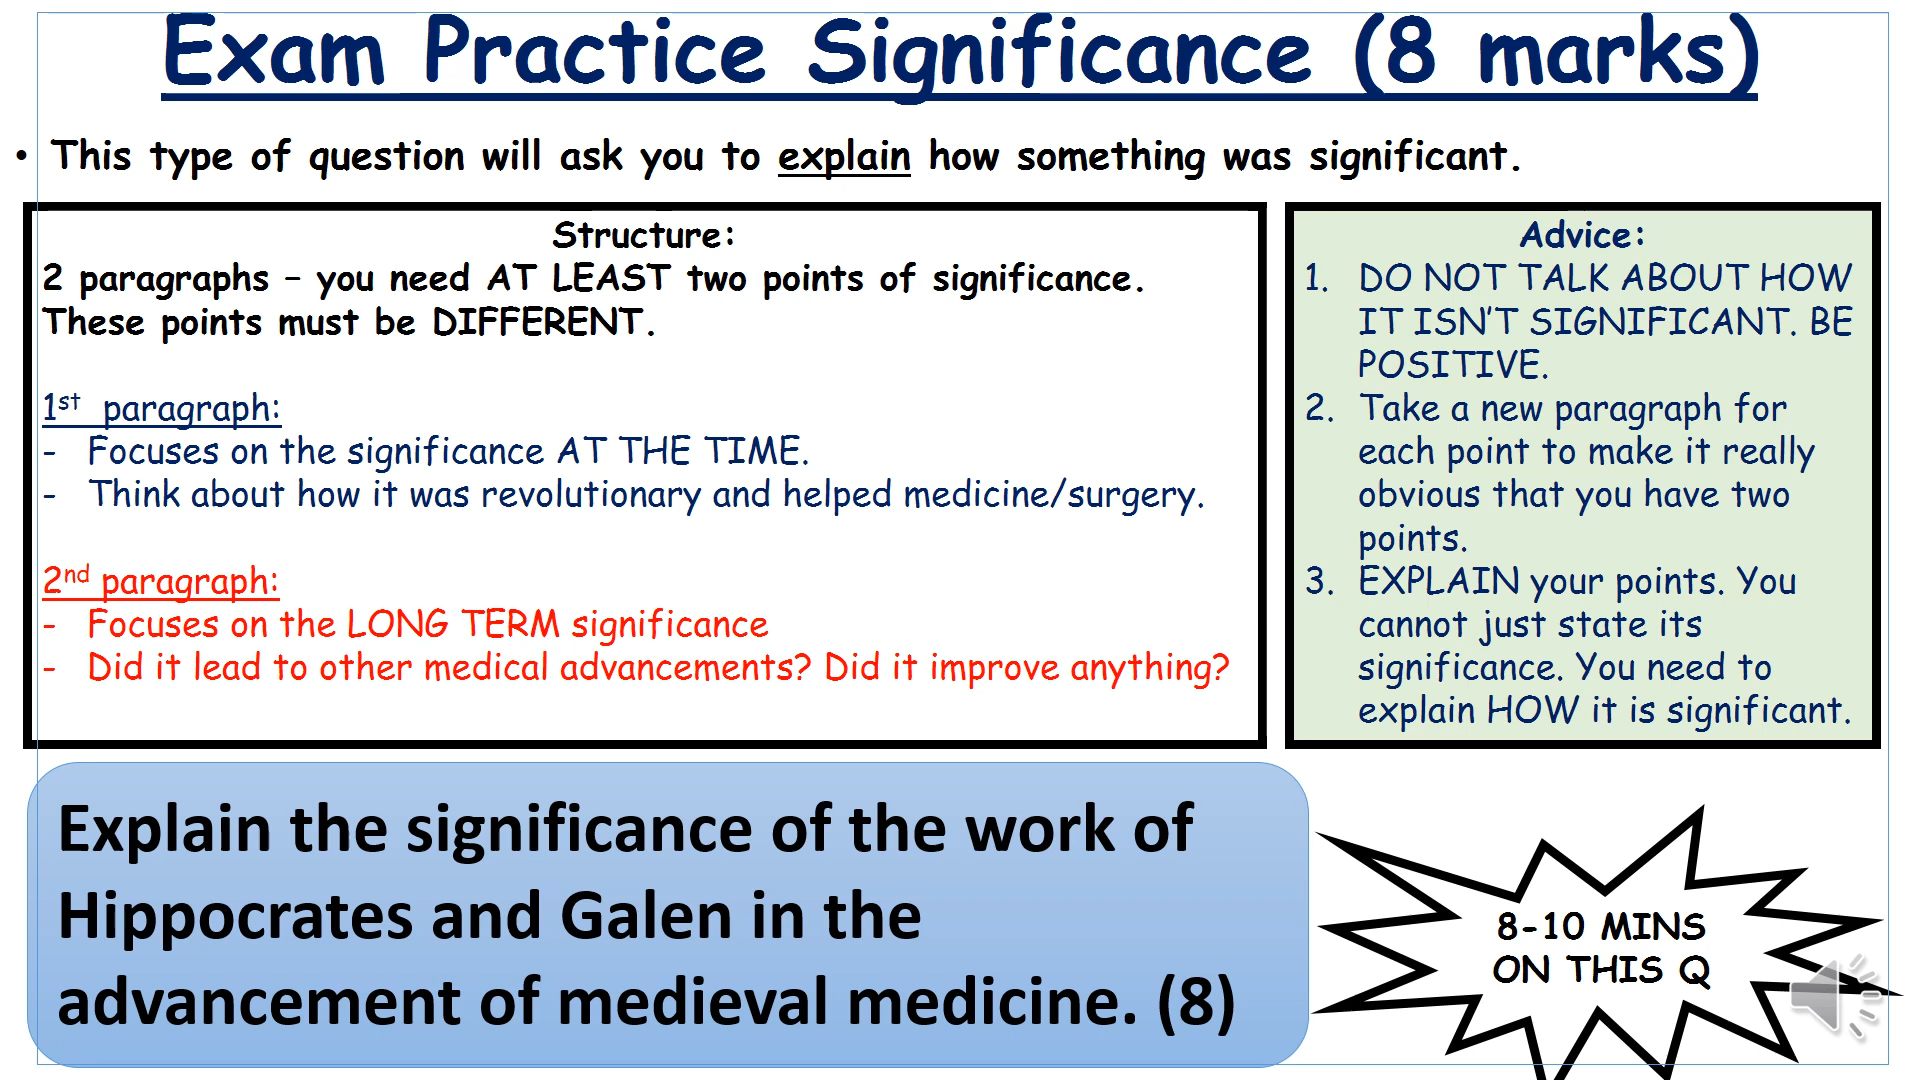 Exam Practice Significance (8 marks)
• This type of question will ask you to explain how something was significant.
Structure:
2 paragraphs – you need AT LEAST two points of significance.
These points must be DIFFERENT.
1st paragraph:
- Focuses on the significance AT THE TIME.
- Think about how it was revolutionary and helped medicine/surgery.
2nd paragraph:
- Focuses on the LONG TERM significance
- Did it lead to other medical advancements? Did it improve anything?
Advice:
1. DO NOT TALK ABOUT HOW
IT ISN'T SIGNIFICANT. BE
POSITIVE.
2. Take a new paragraph for
each point to make it really
obvious that you have two
points.
3. EXPLAIN your points. You
cannot just state its
significance. You need to
explain HOW it is significant.
Explain the significance of the work of
Hippocrates and Galen in the
advancement of medieval medicine. (8)
8-10 MINS
ON THIS Q